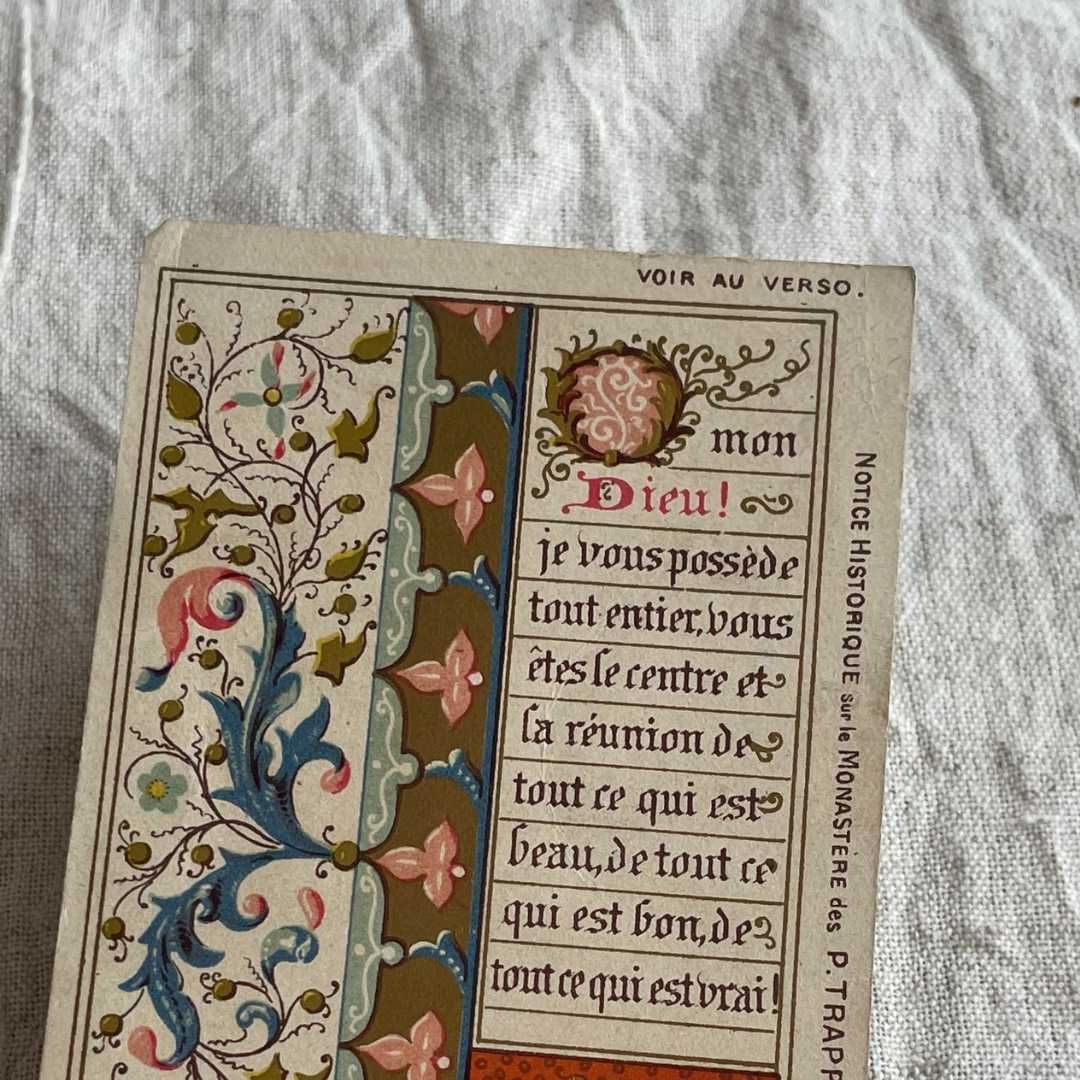 VOIR AU VERSO.
O mon
Dieu!
je vous possède
tout entier, vous
êtes le centre et
la réunion de
tout ce qui est
beau, de tout ce
qui est bon, de
tout ce qui est vrai!
NOTICE HISTORIQUE sur le MONASTÈRE des P. TRAPP